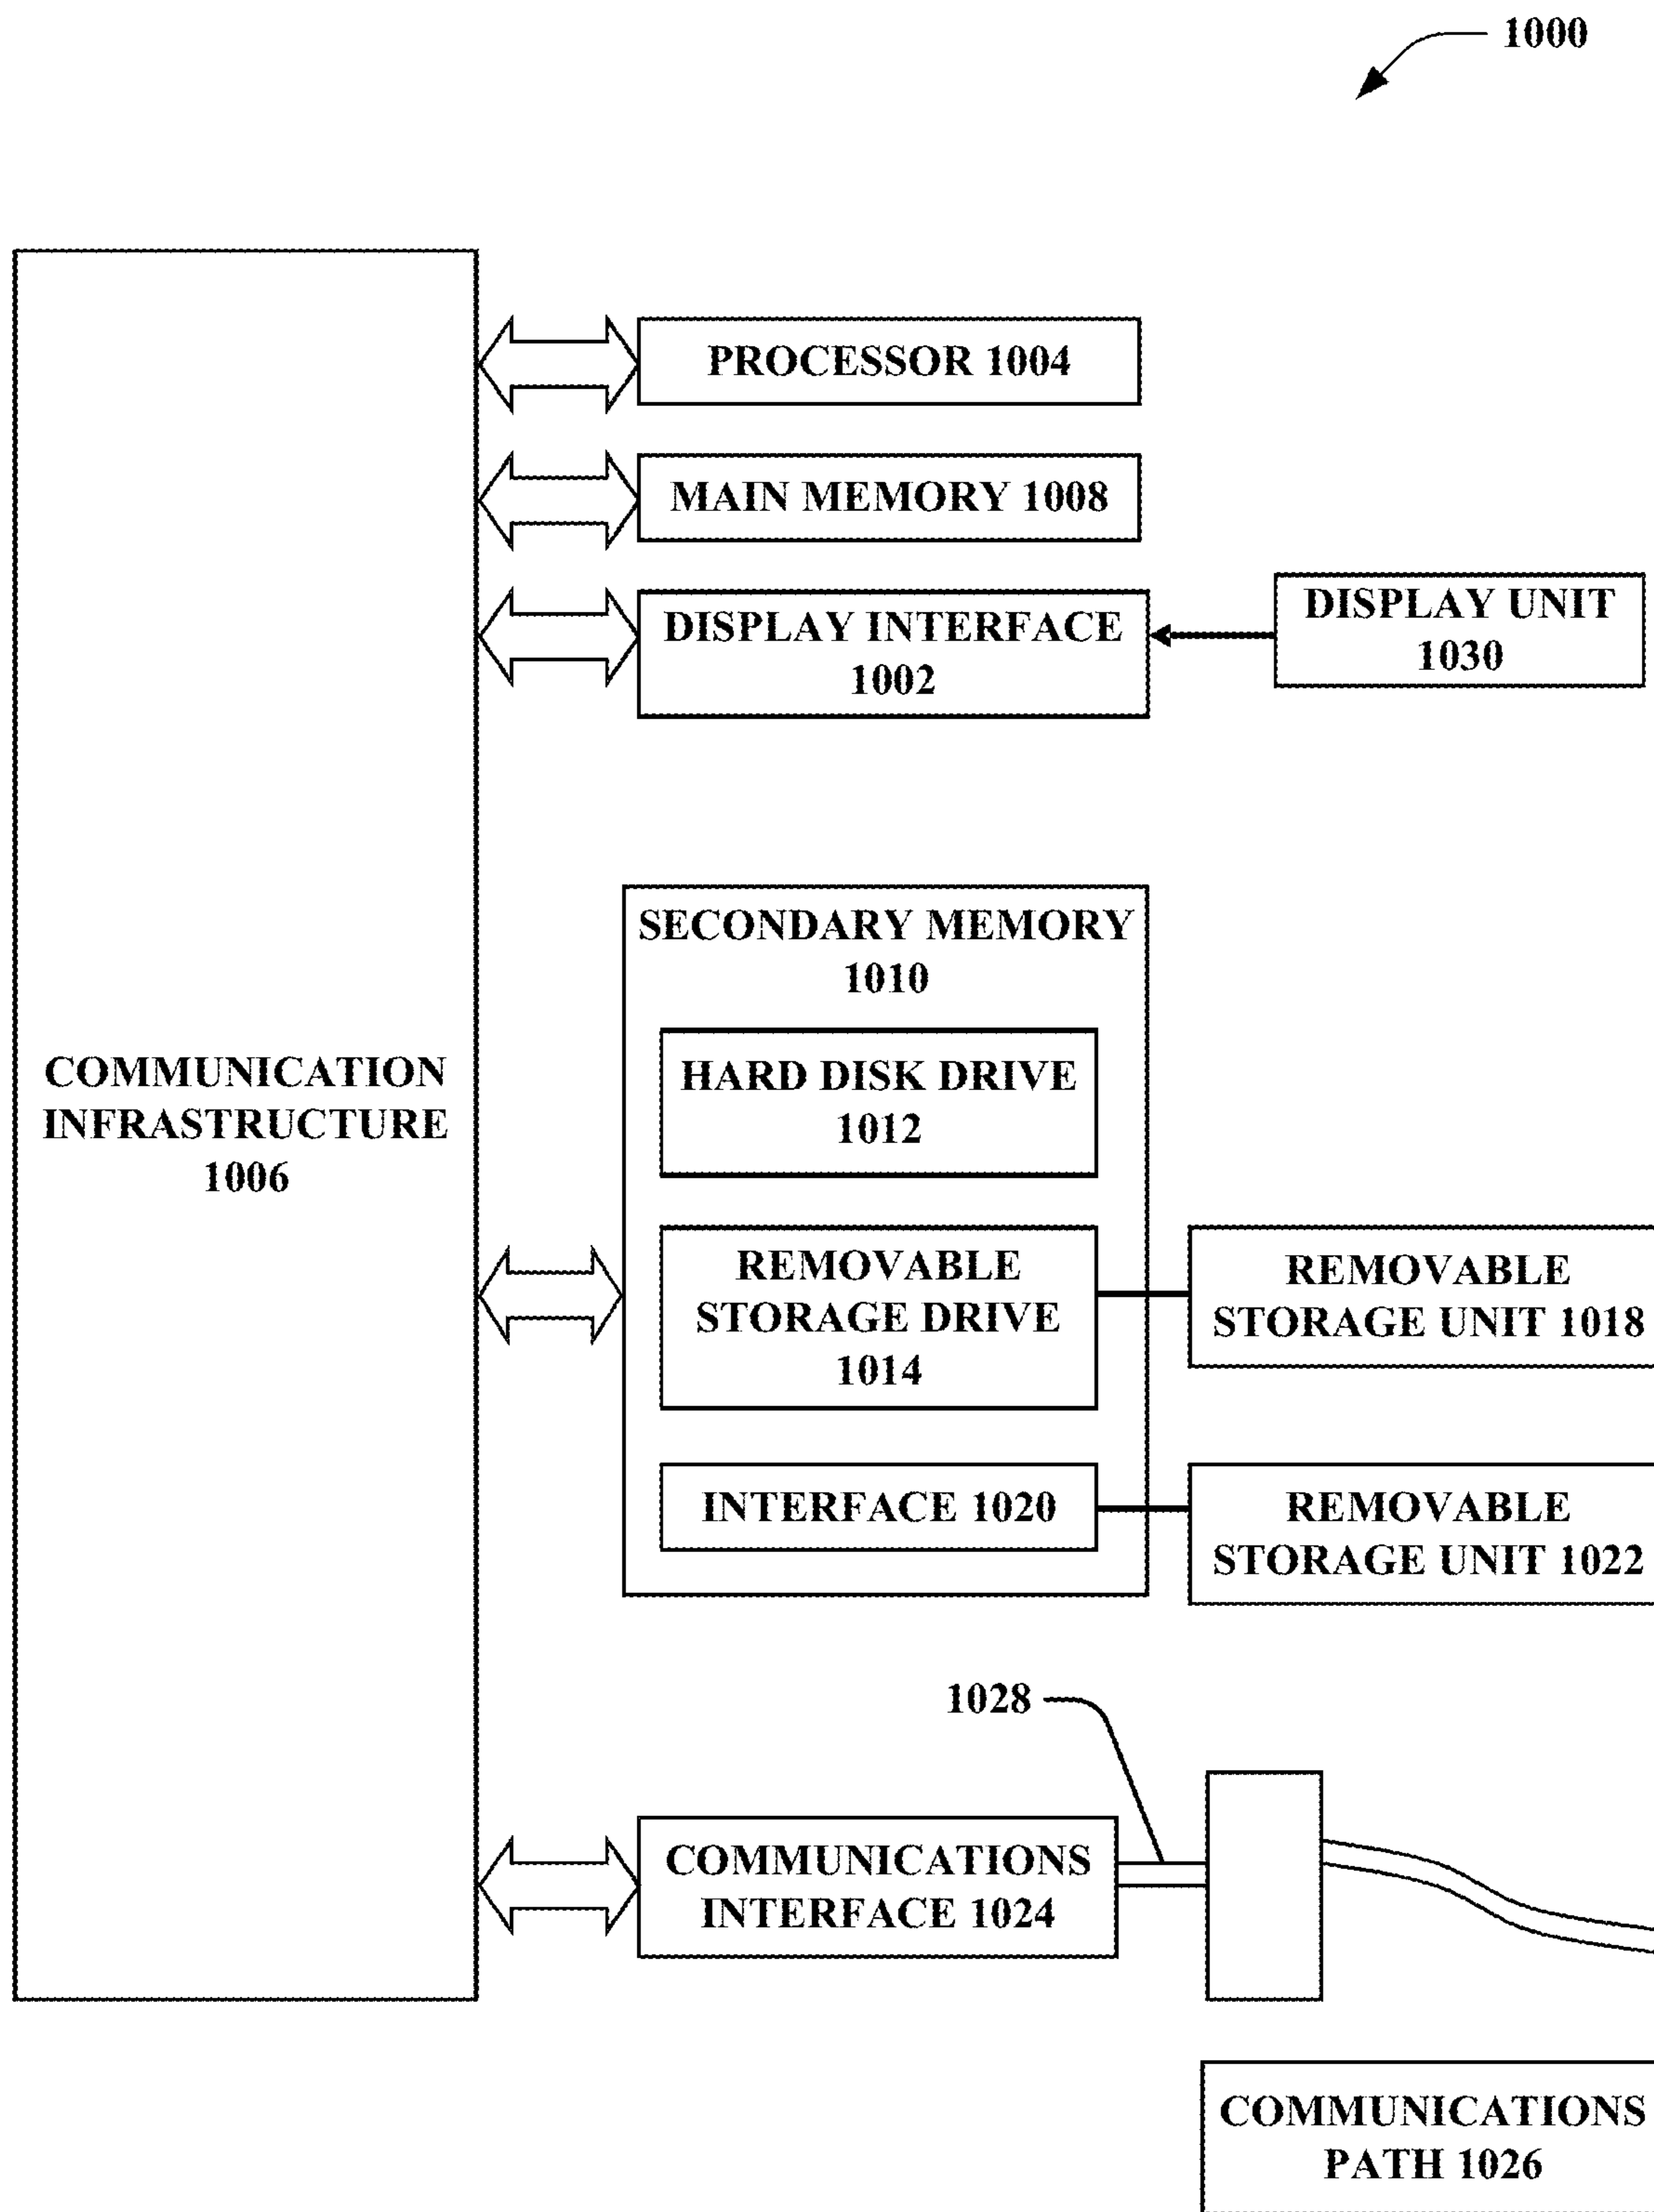 1000
PROCESSOR 1004
MAIN MEMORY 1008
DISPLAY INTERFACE
1002
DISPLAY UNIT
1030
SECONDARY MEMORY
1010
HARD DISK DRIVE
1012
COMMUNICATION
INFRASTRUCTURE
1006
REMOVABLE
STORAGE DRIVE
1014
REMOVABLE
STORAGE UNIT 1018
INTERFACE 1020
REMOVABLE
STORAGE UNIT 1022
1028
COMMUNICATIONS
INTERFACE 1024
COMMUNICATIONS
PATH 1026